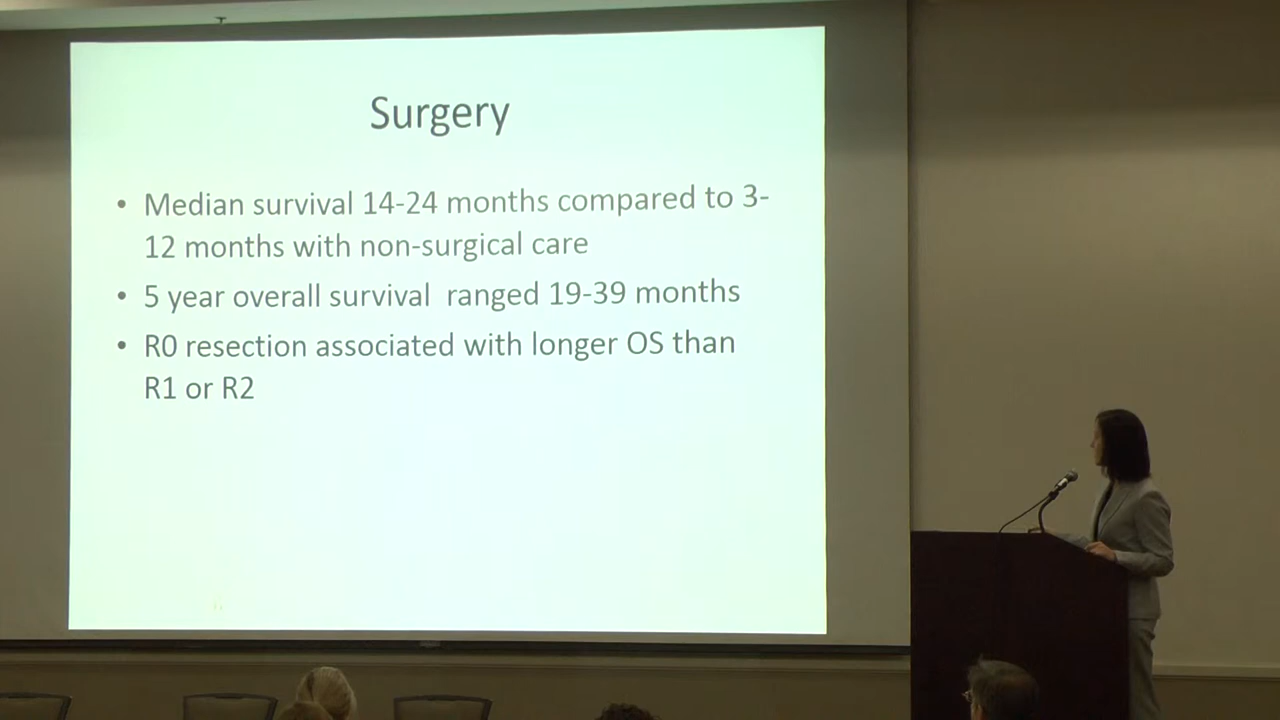 Surgery
• Median survival 14-24 months compared to 3-
12 months with non-surgical care
• 5 year overall survival  ranged 19-39 months
• R0 resection associated with longer OS than
R1 or R2